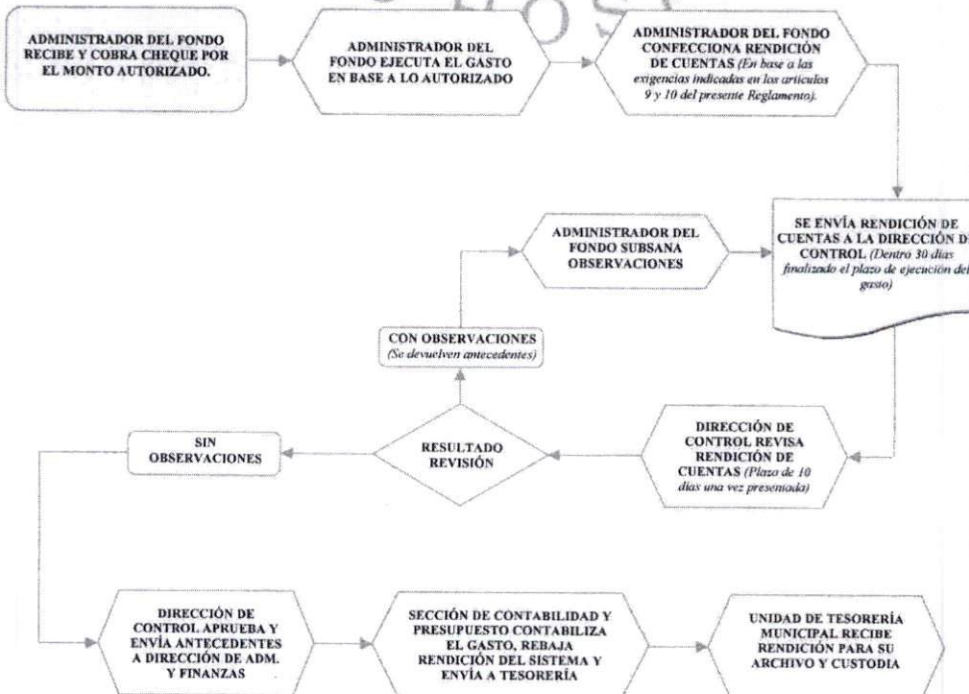 ADMINISTRADOR DEL FONDO
RECIBE Y COBRA CHEQUE POR
EL MONTO AUTORIZADO.
ADMINISTRADOR DEL
FONDO EJECUTA EL GASTO
EN BASE A LO AUTORIZADO
ADMINISTRADOR DEL FONDO
CONFECCIONA RENDICIÓN
DE CUENTAS (En base a las
exigencias indicadas en los artículos
9 y 10 del presente Reglamento).
SE ENVÍA RENDICIÓN DE
CUENTAS A LA DIRECCIÓN DE
CONTROL (Dentro 30 días
finalizado el plazo de ejecución del
gasto)
ADMINISTRADOR DEL
FONDO SUBSANA
OBSERVACIONES
CON OBSERVACIONES
(Se devuelven antecedentes)
DIRECCIÓN DE
CONTROL REVISA
RENDICIÓN DE
CUENTAS (Plazo de 10
días una vez presentada)
RESULTADO
REVISIÓN
SIN
OBSERVACIONES
DIRECCIÓN DE
CONTROL APRUEBA Y
ENVÍA ANTECEDENTES
A DIRECCIÓN DE ADM.
Y FINANZAS
SECCIÓN DE CONTABILIDAD Y
PRESUPUESTO CONTABILIZA
EL GASTO, REBAJA
RENDICIÓN DEL SISTEMA Y
ENVÍA A TESORERÍA
UNIDAD DE TESORERÍA
MUNICIPAL RECIBE
RENDICIÓN PARA SU
ARCHIVO Y CUSTODIA